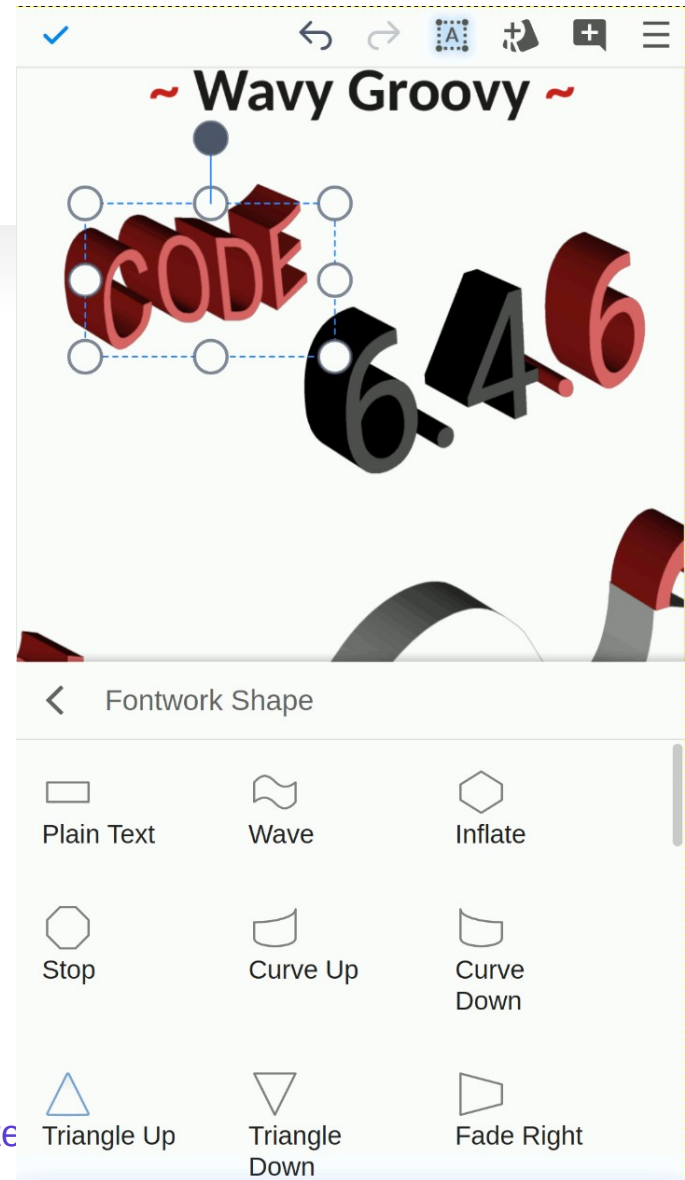 A
~ Wavy Groovy ~
CODE
6.4.6
Fontwork Shape
Plain Text
Wave
Inflate
Stop
Curve Up
Curve
Down
Triangle Up
Triangle
Down
Fade Right